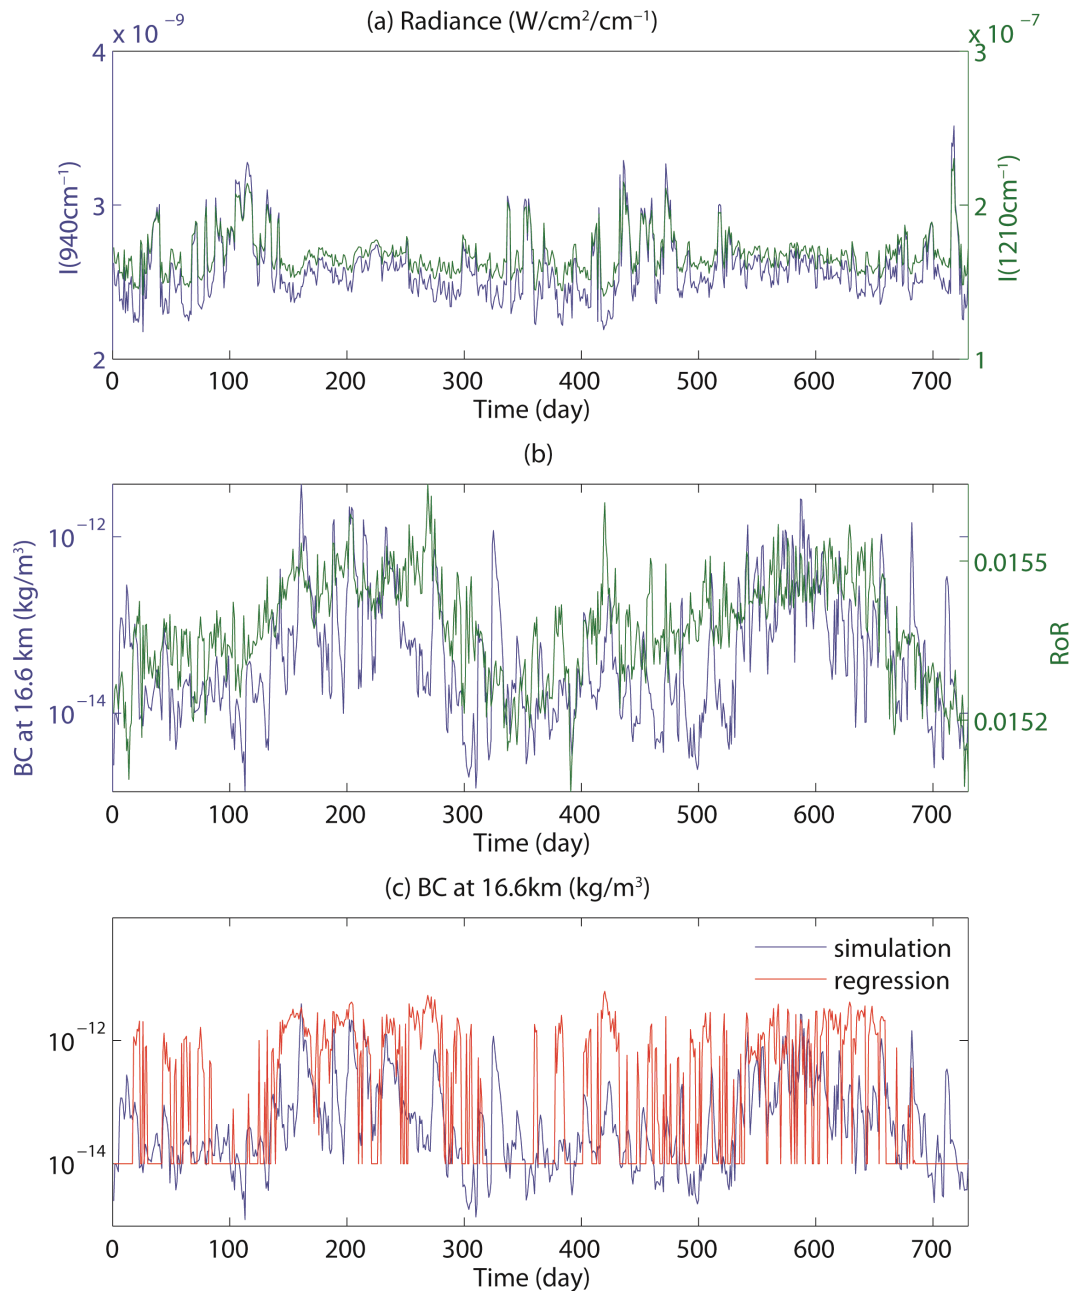 (a) Radiance (W/cm²/cm⁻¹)
x 10 ⁻⁹
x 10 ⁻⁷
4
3
2
3
2
1
I(940cm⁻¹)
I(1210cm⁻¹)
0 100 200 300 400 500 600 700
Time (day)
(b)
10⁻¹²
10⁻¹⁴
0.0155
0.0152
BC at 16.6 km (kg/m³)
RoR
0 100 200 300 400 500 600 700
Time (day)
(c) BC at 16.6km (kg/m³)
simulation
regression
10⁻¹²
10⁻¹⁴
0 100 200 300 400 500 600 700
Time (day)